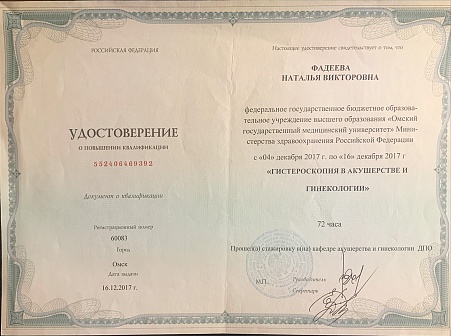 РОССИЙСКАЯ ФЕДЕРАЦИЯ
УДОСТОВЕРЕНИЕ
О ПОВЫШЕНИИ КВАЛИФИКАЦИИ
552406469392
Документ о квалификации
Регистрационный номер
60083
Город
Омск
Дата выдачи
16.12.2017 г.
Настоящее удостоверение свидетельствует о том, что
ФАДЕЕВА
НАТАЛЬЯ ВИКТОРОВНА
федеральное государственное бюджетное образова-
тельное учреждение высшего образования «Омский
государственный медицинский университет» Мини-
стерства здравоохранения Российской Федерации
с «04» декабря 2017 г. по «16» декабря 2017 г
«ГИСТЕРОСКОПИЯ В АКУШЕРСТВЕ И
ГИНЕКОЛОГИИ»
72 часа
Прошел(а) стажировку в(на) кафедре акушерства и гинекологии ДПО
Руководитель
М.П.
Секретарь